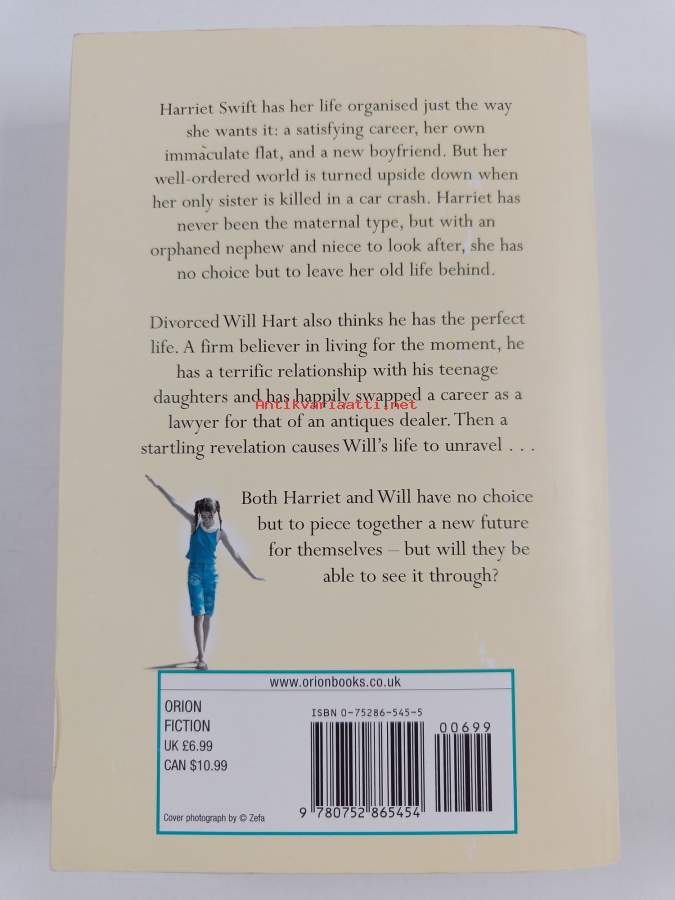 Harriet Swift has her life organised just the way
she wants it: a satisfying career, her own
immaculate flat, and a new boyfriend. But her
well-ordered world is turned upside down when
her only sister is killed in a car crash. Harriet has
never been the maternal type, but with an
orphaned nephew and niece to look after, she has
no choice but to leave her old life behind.
Divorced Will Hart also thinks he has the perfect
life. A firm believer in living for the moment, he
has a terrific relationship with his teenage
daughters and has happily swapped a career as a
Antikvariaatti.net
lawyer for that of an antiques dealer. Then a
startling revelation causes Will's life to unravel . . .
Both Harriet and Will have no choice
but to piece together a new future
for themselves – but will they be
able to see it through?
www.orionbooks.co.uk
ORION
FICTION
UK £6.99
CAN $10.99
Cover photograph by © Zefa
ISBN 0-75286-545-5
00699
9 780752 865454